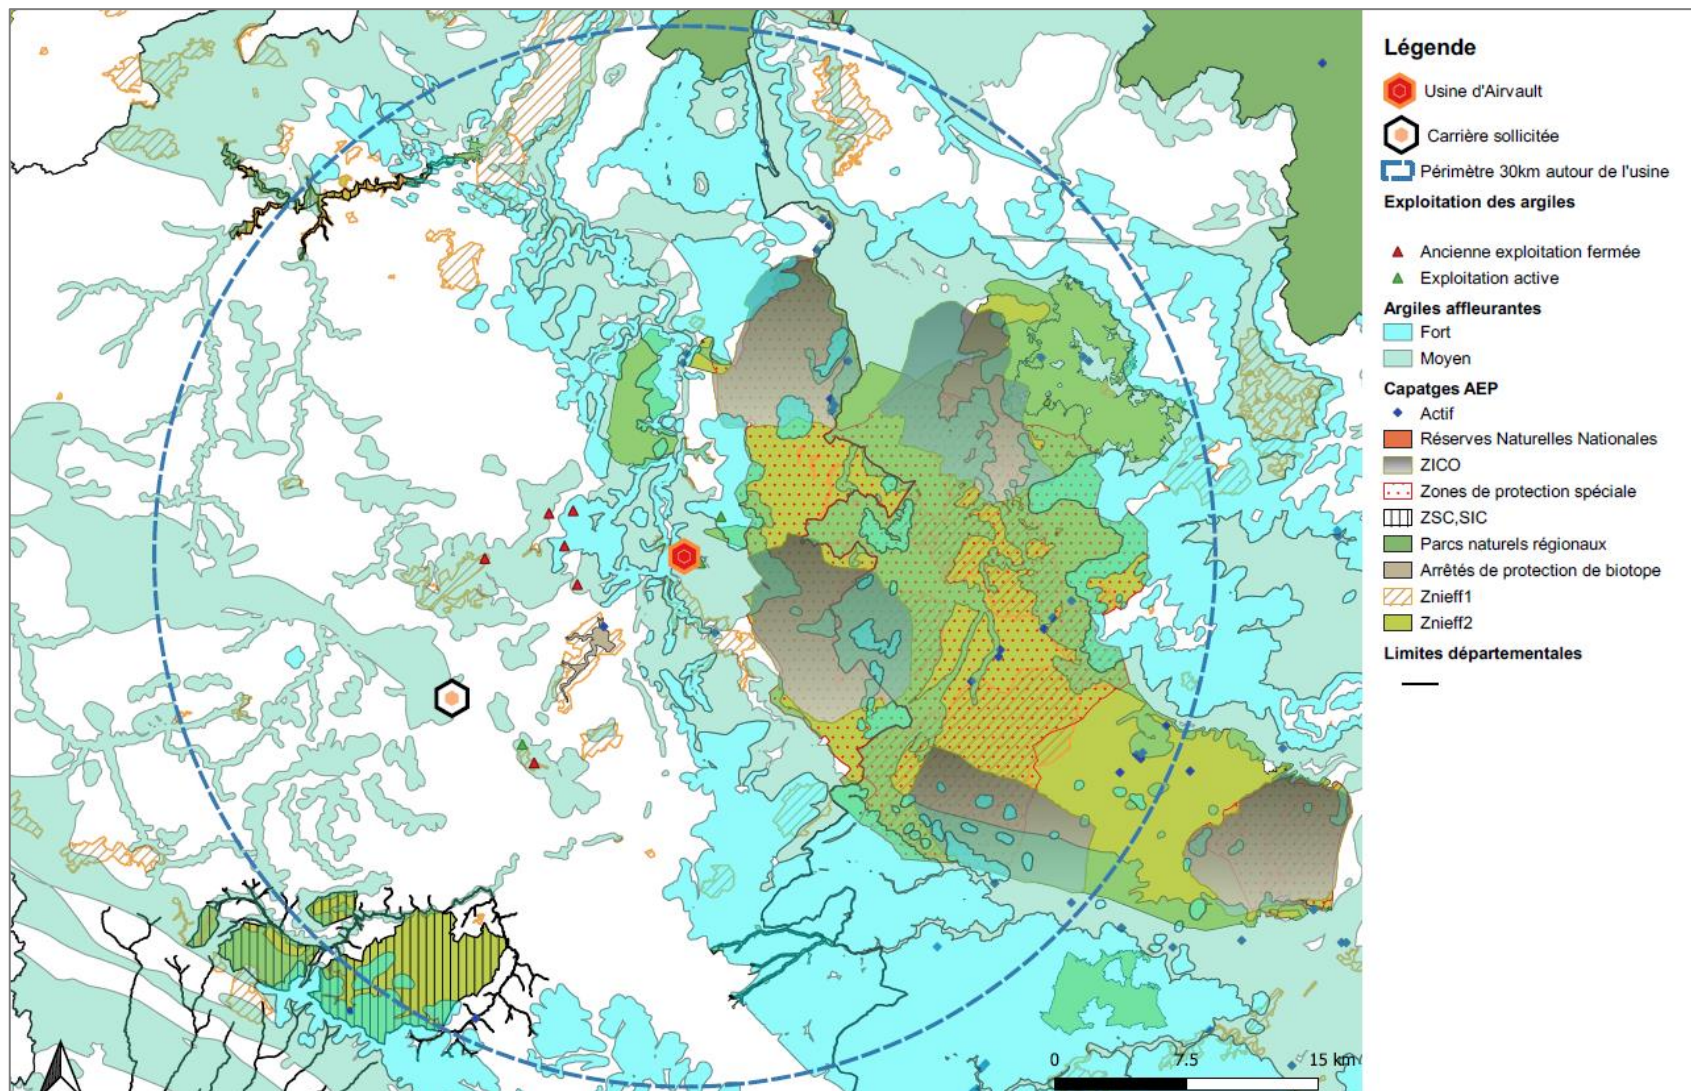 Légende
Usine d'Airvault
Carrière sollicitée
Périmètre 30km autour de l'usine
Exploitation des argiles
Ancienne exploitation fermée
Exploitation active
Argiles affleurantes
Fort
Moyen
Capatges AEP
Actif
Réserves Naturelles Nationales
ZICO
Zones de protection spéciale
ZSC,SIC
Parcs naturels régionaux
Arrêtés de protection de biotope
Znieff1
Znieff2
Limites départementales
0 7.5 15 km